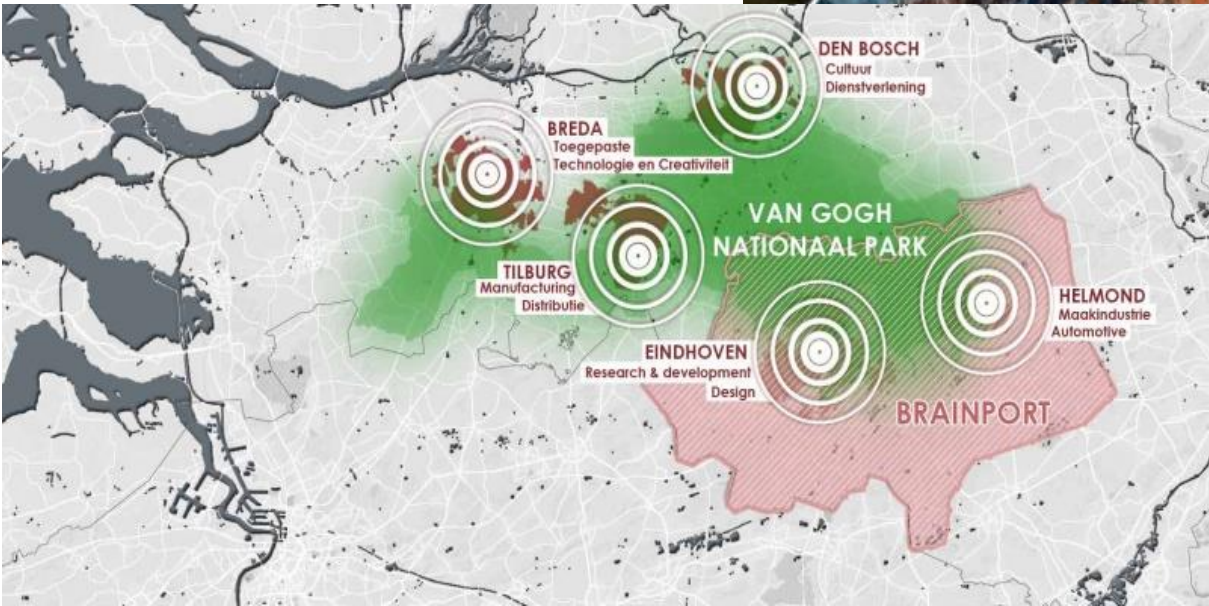 DEN BOSCH
Cultuur
Dienstverlening
BREDA
Toegepaste
Technologie en Creativiteit
VAN GOGH
NATIONAAL PARK
TILBURG
Manufacturing
Distributie
HELMOND
Maakindustrie
Automotive
EINDHOVEN
Research & development
Design
BRAINPORT